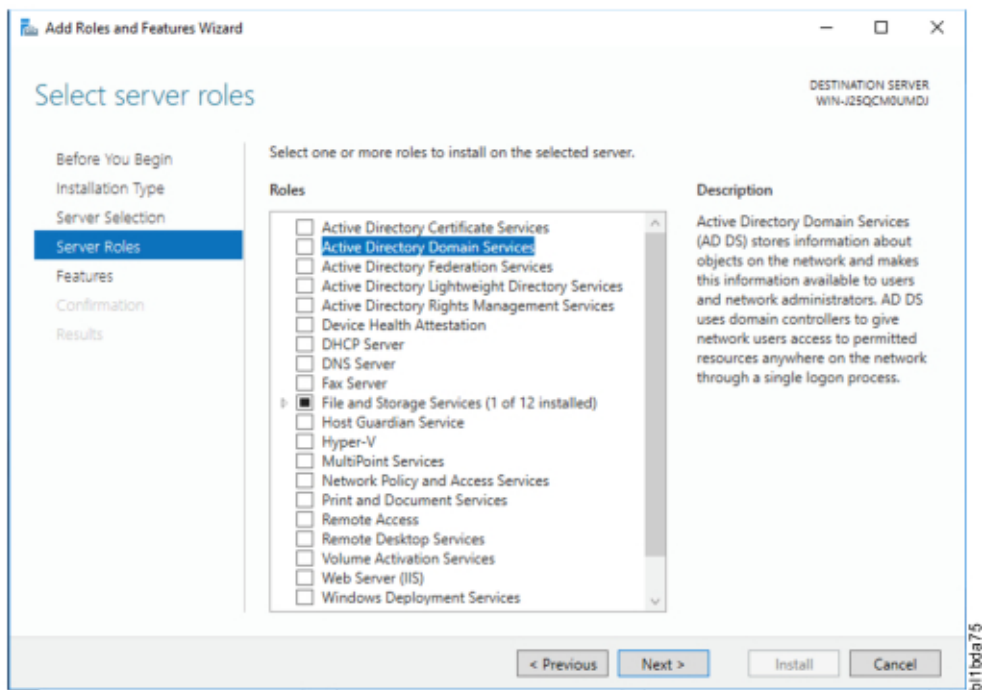 Add Roles and Features Wizard
Select server roles
DESTINATION SERVER
WIN-J25QCM0UMDJ
Before You Begin
Installation Type
Server Selection
Server Roles
Features
Confirmation
Results
Select one or more roles to install on the selected server.
Roles
Active Directory Certificate Services
Active Directory Domain Services
Active Directory Federation Services
Active Directory Lightweight Directory Services
Active Directory Rights Management Services
Device Health Attestation
DHCP Server
DNS Server
Fax Server
File and Storage Services (1 of 12 installed)
Host Guardian Service
Hyper-V
MultiPoint Services
Network Policy and Access Services
Print and Document Services
Remote Access
Remote Desktop Services
Volume Activation Services
Web Server (IIS)
Windows Deployment Services
Description
Active Directory Domain Services
(AD DS) stores information about
objects on the network and makes
this information available to users
and network administrators. AD DS
uses domain controllers to give
network users access to permitted
resources anywhere on the network
through a single logon process.
< Previous
Next >
Install
Cancel
bl1bda75